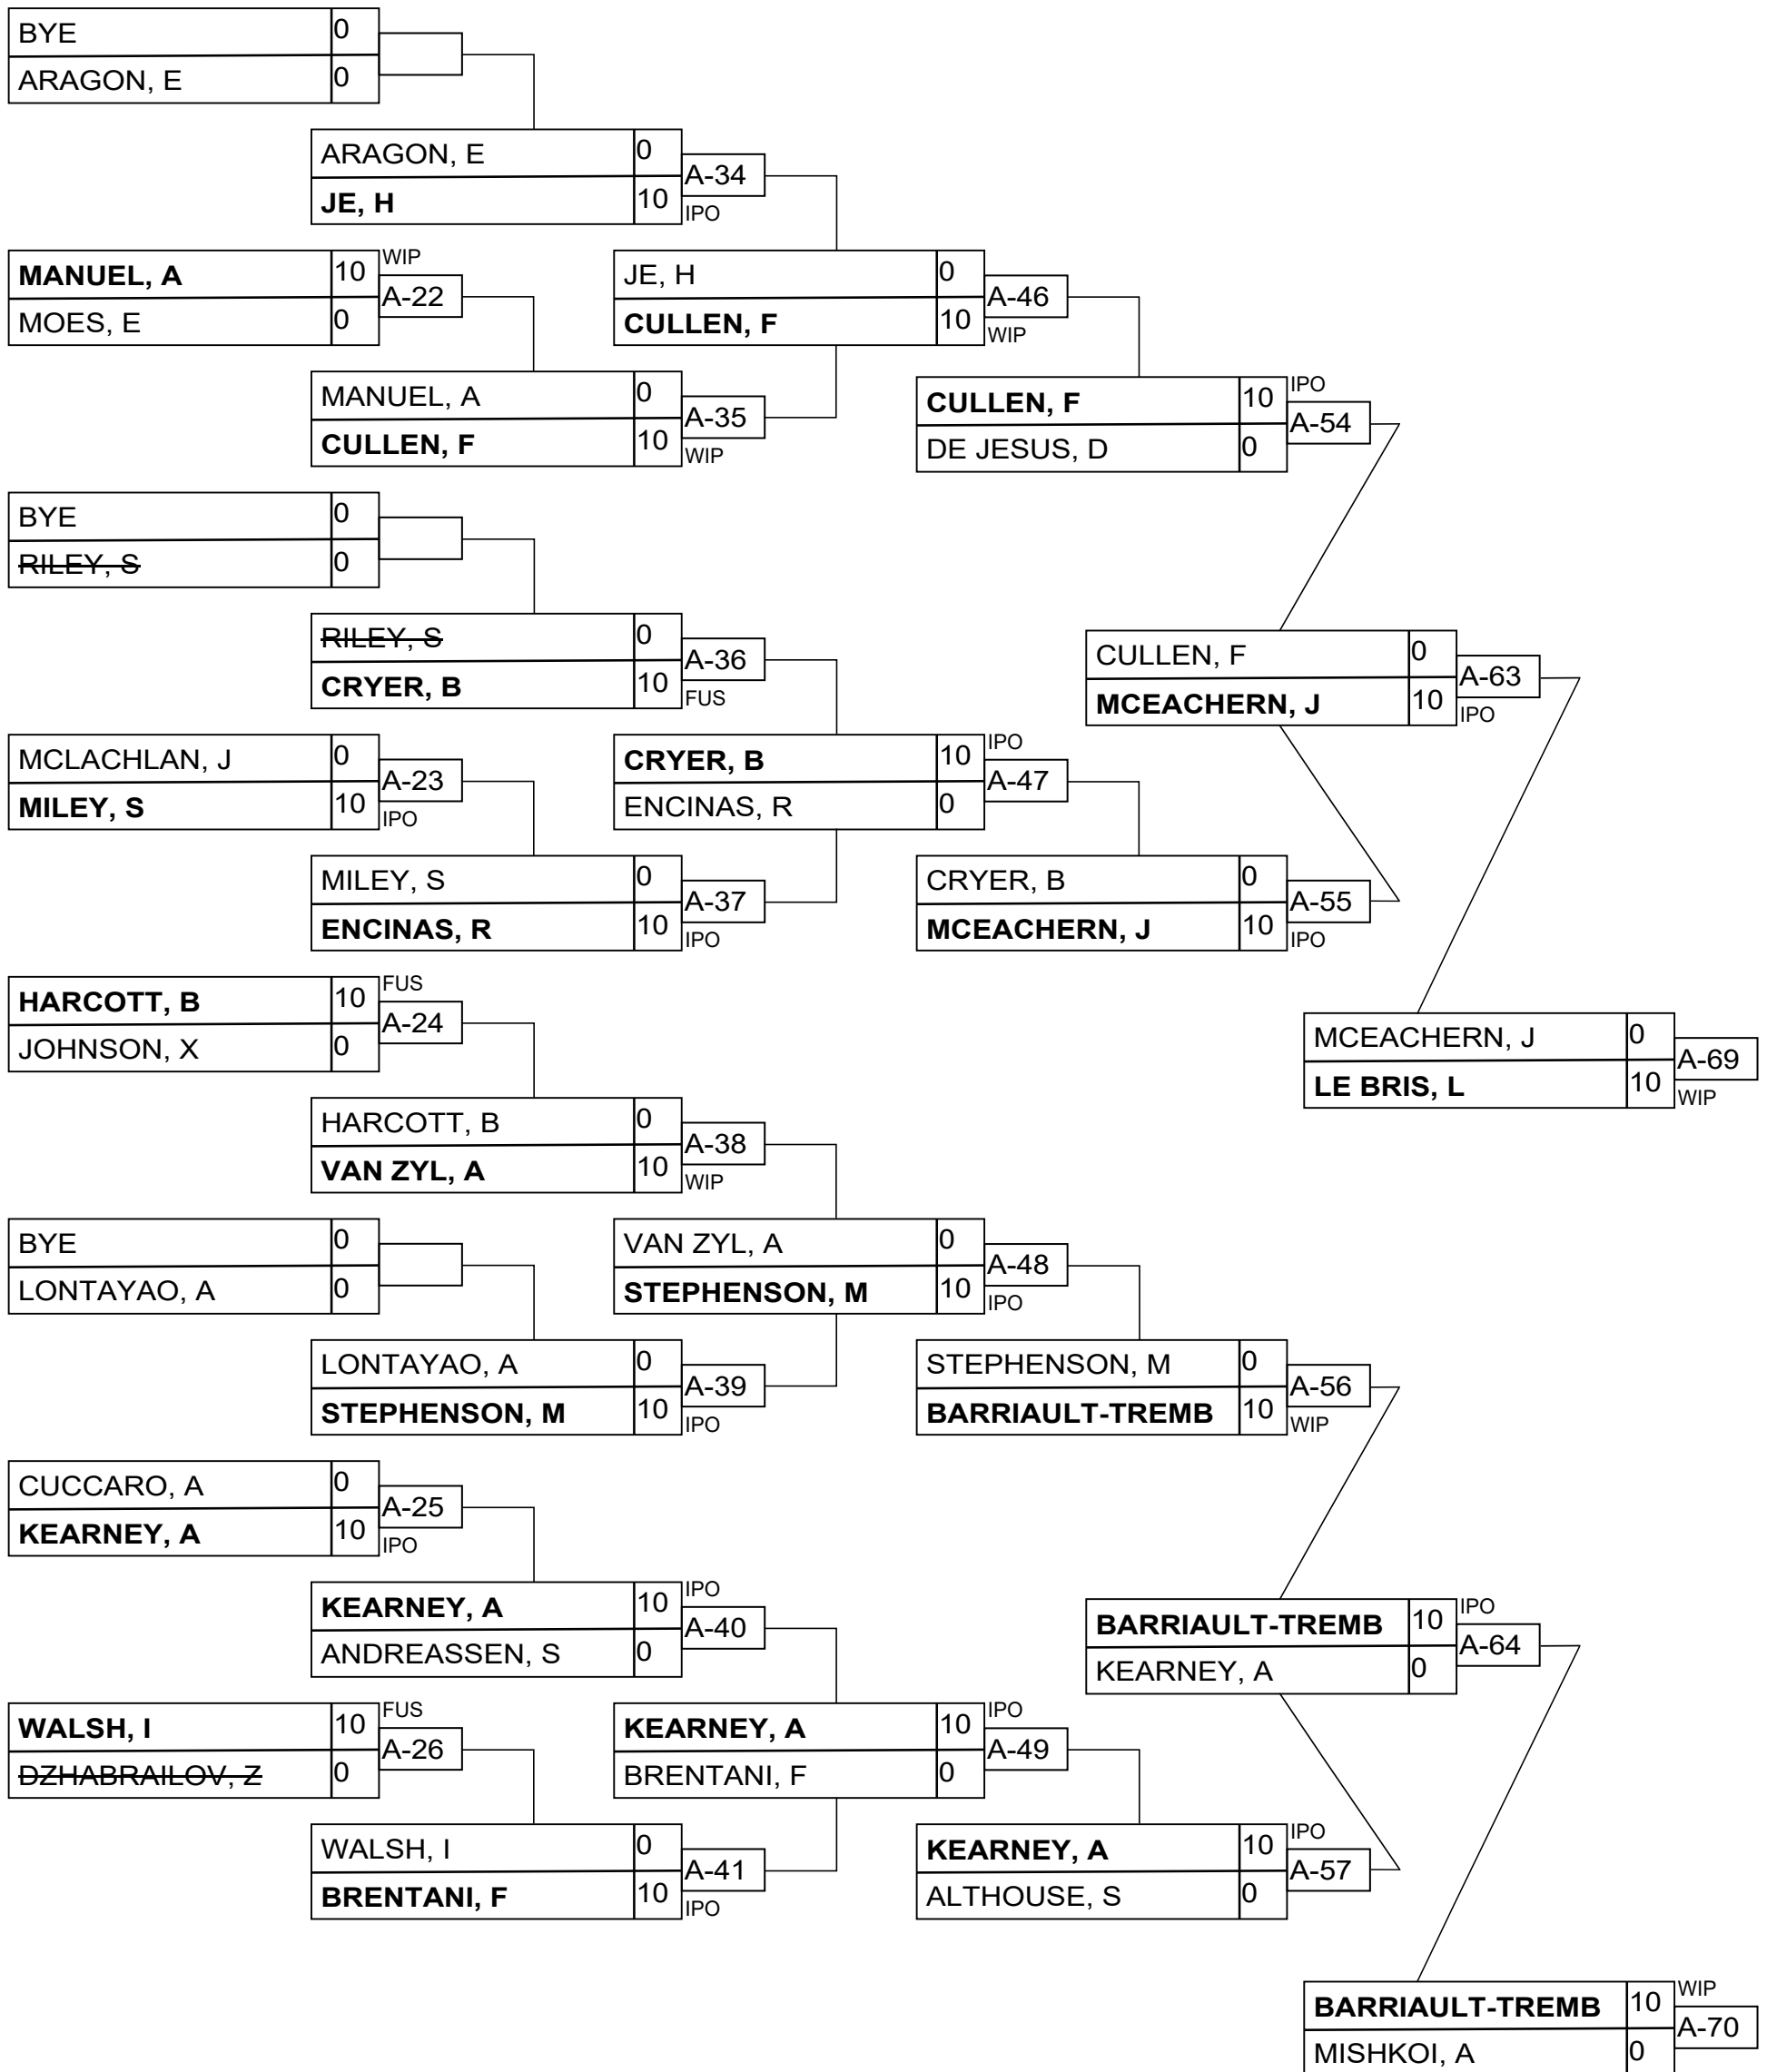 BYE 0
ARAGON, E 0
ARAGON, E 0
A-34
JE, H 10
IPO
WIP
MANUEL, A 10
A-22
MOES, E 0
JE, H 0
A-46
CULLEN, F 10
WIP
MANUEL, A 0
A-35
CULLEN, F 10
WIP
IPO
CULLEN, F 10
A-54
DE JESUS, D 0
BYE 0
RILEY, S 0
RILEY, S 0
A-36
CRYER, B 10
FUS
CULLEN, F 0
A-63
MCEACHERN, J 10
IPO
MCLACHLAN, J 0
A-23
MILEY, S 10
IPO
IPO
CRYER, B 10
A-47
ENCINAS, R 0
MILEY, S 0
A-37
ENCINAS, R 10
IPO
CRYER, B 0
A-55
MCEACHERN, J 10
IPO
FUS
HARCOTT, B 10
A-24
JOHNSON, X 0
MCEACHERN, J 0
A-69
LE BRIS, L 10
WIP
HARCOTT, B 0
A-38
VAN ZYL, A 10
WIP
BYE 0
LONTAYAO, A 0
VAN ZYL, A 0
A-48
STEPHENSON, M 10
IPO
LONTAYAO, A 0
A-39
STEPHENSON, M 10
IPO
STEPHENSON, M 0
A-56
BARRIAULT-TREMB 10
WIP
CUCCARO, A 0
A-25
KEARNEY, A 10
IPO
IPO
KEARNEY, A 10
A-40
ANDREASSEN, S 0
IPO
BARRIAULT-TREMB 10
A-64
KEARNEY, A 0
FUS
WALSH, I 10
A-26
DZHABRAILOV, Z 0
IPO
KEARNEY, A 10
A-49
BRENTANI, F 0
WALSH, I 0
A-41
BRENTANI, F 10
IPO
IPO
KEARNEY, A 10
A-57
ALTHOUSE, S 0
WIP
BARRIAULT-TREMB 10
A-70
MISHKOI, A 0